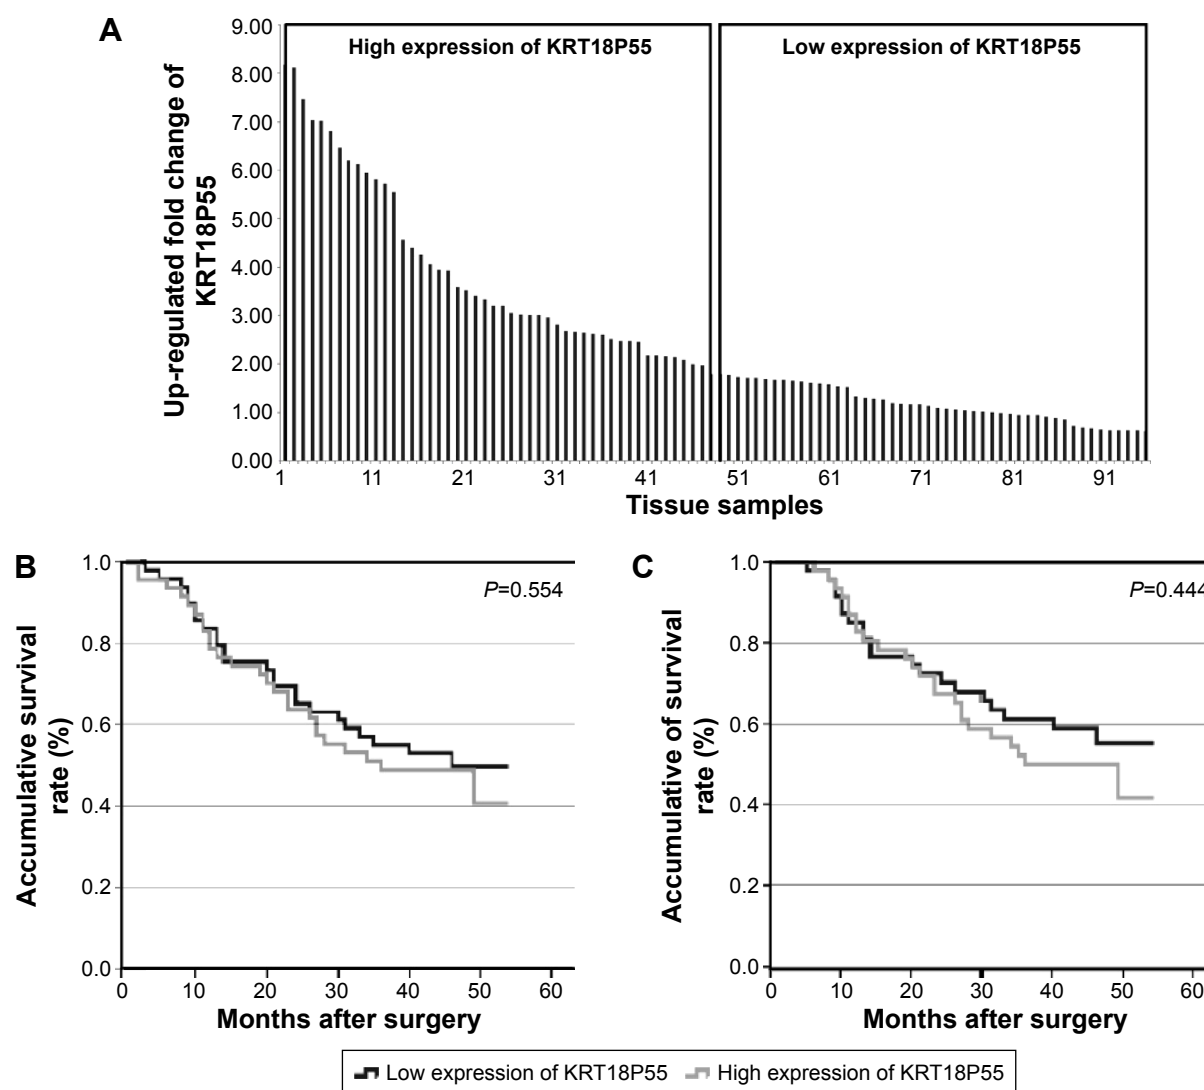 A
High expression of KRT18P55
Low expression of KRT18P55
Up-regulated fold change of
KRT18P55
9.00
8.00
7.00
6.00
5.00
4.00
3.00
2.00
1.00
0.00
1 11 21 31 41 51 61 71 81 91
Tissue samples
B
P=0.554
Accumulative survival
rate (%)
1.0
0.8
0.6
0.4
0.2
0.0
0 10 20 30 40 50 60
Months after surgery
C
P=0.444
Accumulative of survival
rate (%)
1.0
0.8
0.6
0.4
0.2
0.0
0 10 20 30 40 50 60
Months after surgery
Low expression of KRT18P55 High expression of KRT18P55